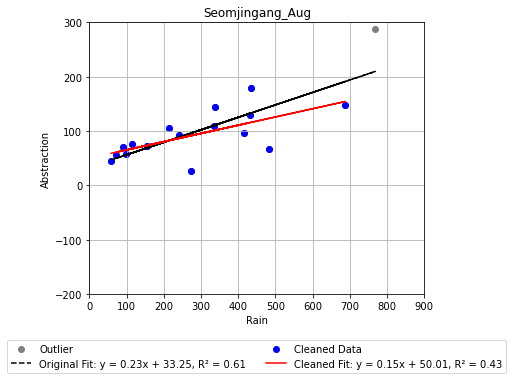 Seomjingang_Aug
300
200
100
0
−100
−200
Abstraction
0 100 200 300 400 500 600 700 800 900
Rain
Outlier Cleaned Data
Original Fit: y = 0.23x + 33.25, R² = 0.61 Cleaned Fit: y = 0.15x + 50.01, R² = 0.43